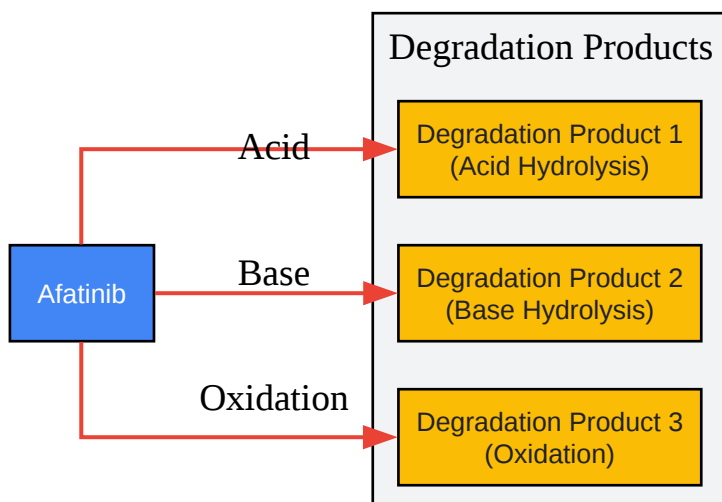 Degradation Products
Acid
Degradation Product 1
(Acid Hydrolysis)
Afatinib
Base
Degradation Product 2
(Base Hydrolysis)
Oxidation
Degradation Product 3
(Oxidation)